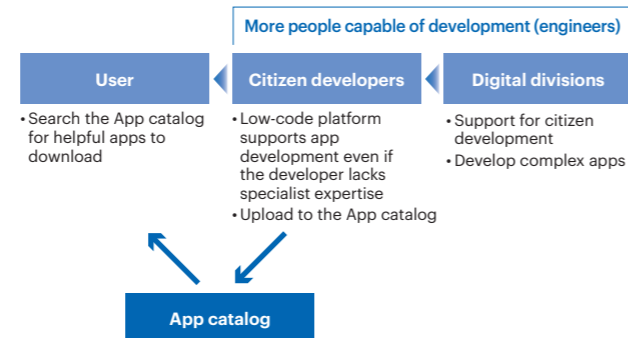 More people capable of development (engineers)
User
Citizen developers
Digital divisions
• Search the App catalog
for helpful apps to
download
• Low-code platform
supports app
development even if
the developer lacks
specialist expertise
• Upload to the App catalog
• Support for citizen
development
• Develop complex apps
App catalog